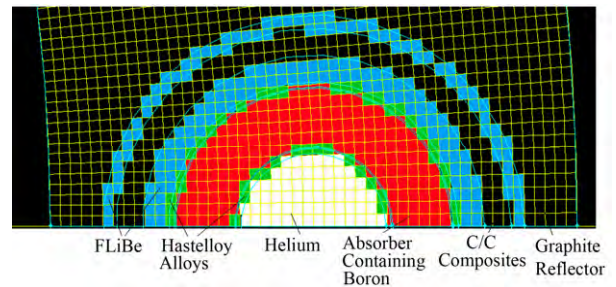 FLiBe Hastelloy Helium Absorber C/C Graphite
Alloys Containing Composites Reflector
Boron